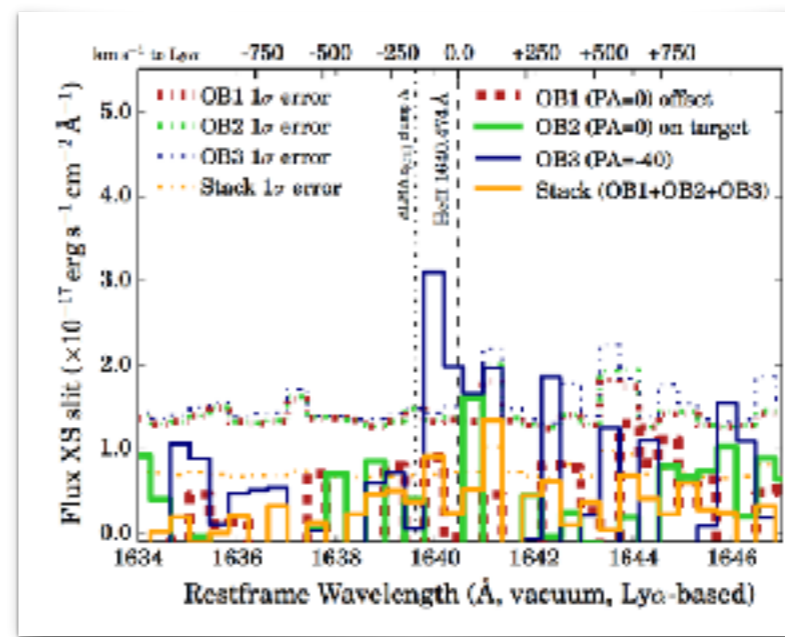 km s⁻¹ to Lyα -750 -500 -250 0.0 +250 +500 +750
OB1 1σ error
OB2 1σ error
OB3 1σ error
Stack 1σ error
HeII 1640.474Å
OB1 (PA=0) offset
OB2 (PA=0) on target
OB3 (PA=-40)
Stack (OB1+OB2+OB3)
Flux XS slit (×10⁻¹⁷ erg s⁻¹ cm⁻² Å⁻¹)
5.0
4.0
3.0
2.0
1.0
0.0
1634 1636 1638 1640 1642 1644 1646
Restframe Wavelength (Å, vacuum, Lyα-based)